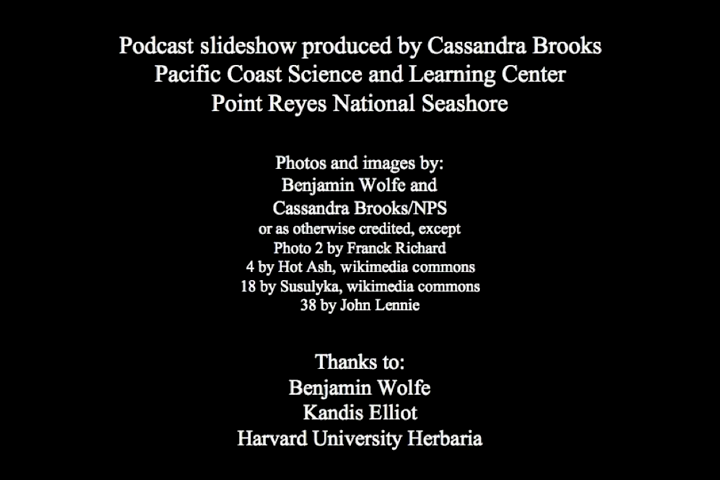 Podcast slideshow produced by Cassandra Brooks
Pacific Coast Science and Learning Center
Point Reyes National Seashore
Photos and images by:
Benjamin Wolfe and
Cassandra Brooks/NPS
or as otherwise credited, except
Photo 2 by Franck Richard
4 by Hot Ash, wikimedia commons
18 by Susulyka, wikimedia commons
38 by John Lennie
Thanks to:
Benjamin Wolfe
Kandis Elliot
Harvard University Herbaria